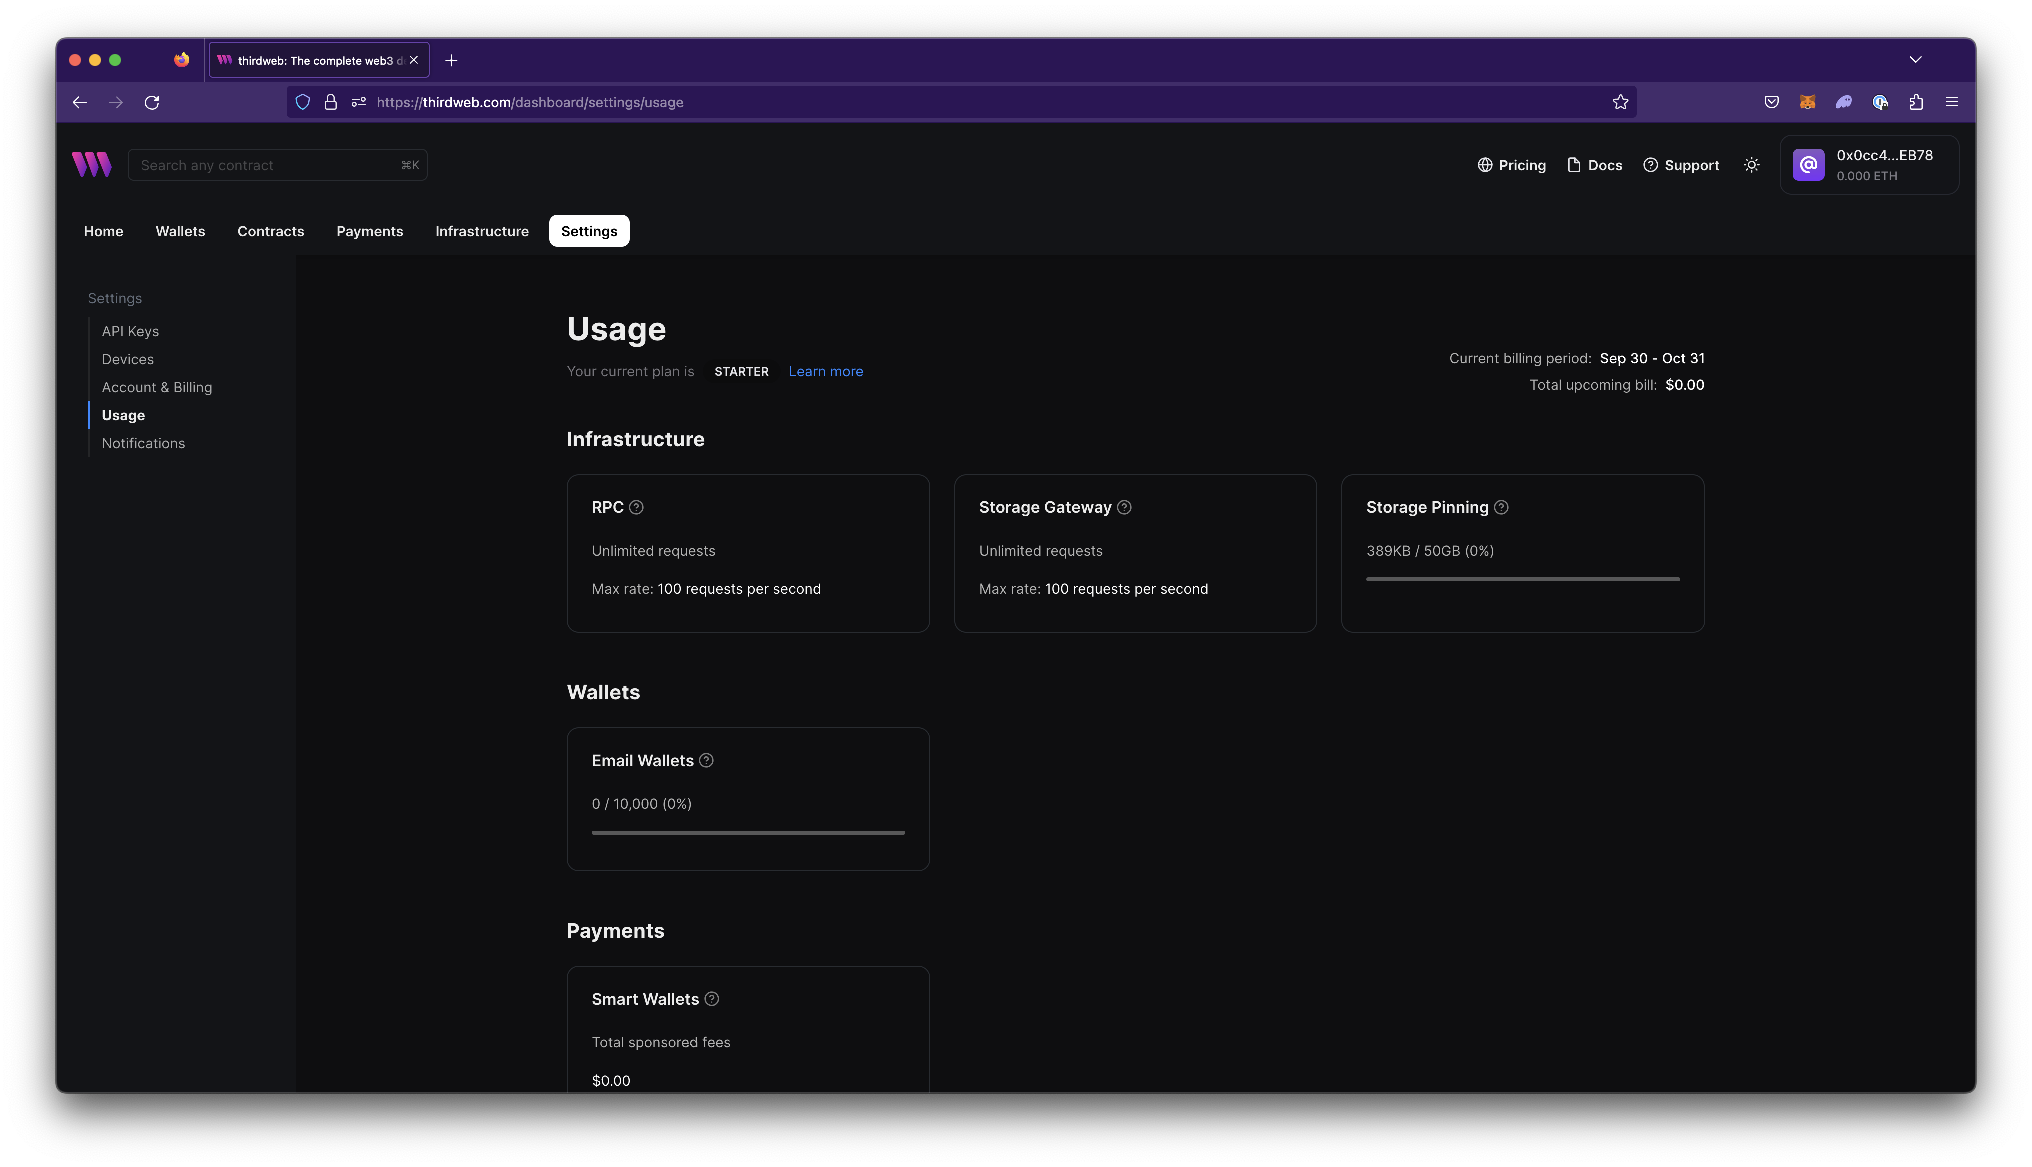 thirdweb: The complete web3 d
https://thirdweb.com/dashboard/settings/usage
Search any contract ⌘K
Pricing
Docs
Support
0x0cc4...EB78
0.000 ETH
Home
Wallets
Contracts
Payments
Infrastructure
Settings
Settings
API Keys
Devices
Account & Billing
Usage
Notifications
Usage
Your current plan is STARTER Learn more
Current billing period: Sep 30 - Oct 31
Total upcoming bill: $0.00
Infrastructure
RPC
Unlimited requests
Max rate: 100 requests per second
Storage Gateway
Unlimited requests
Max rate: 100 requests per second
Storage Pinning
389KB / 50GB (0%)
Wallets
Email Wallets
0 / 10,000 (0%)
Payments
Smart Wallets
Total sponsored fees
$0.00